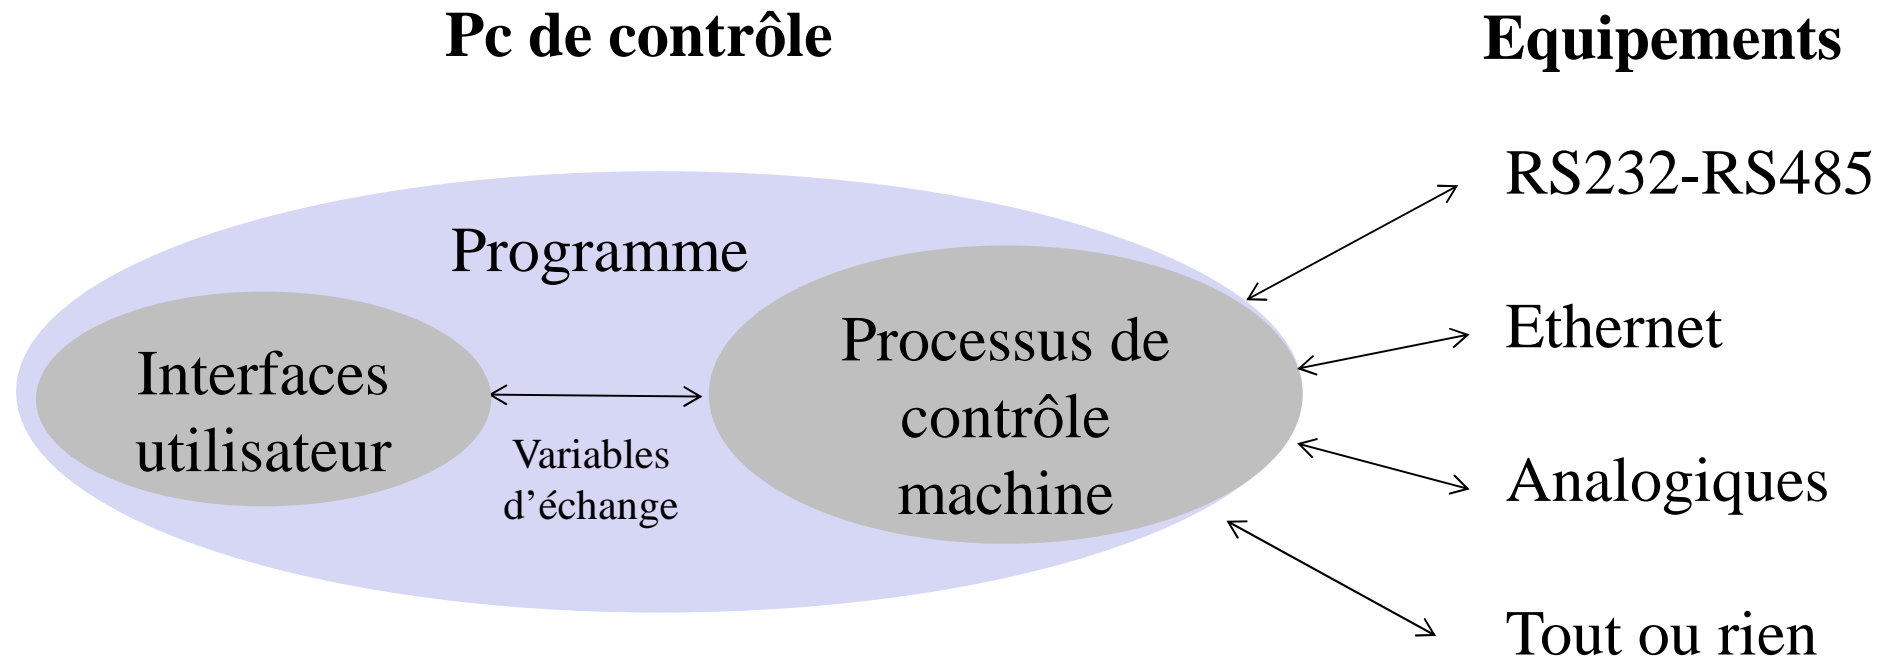 Pc de contrôle
Equipements
RS232-RS485
Programme
Ethernet
Processus de
contrôle
machine
Interfaces
utilisateur
Variables
d’échange
Analogiques
Tout ou rien